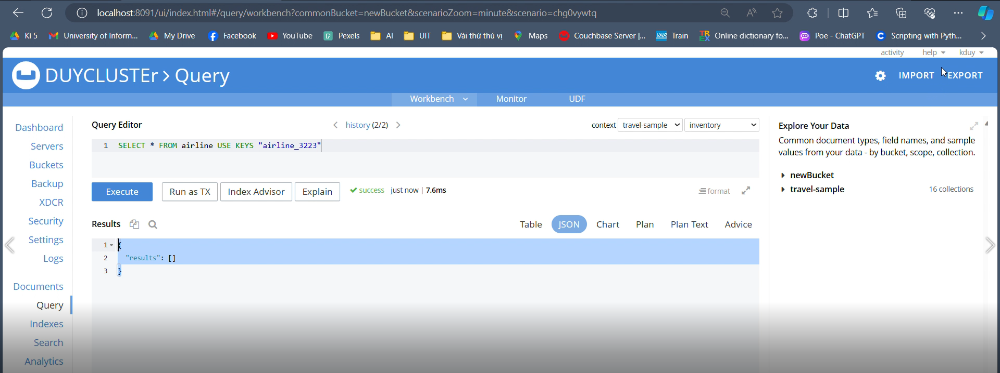 localhost:8091/ui/index.html#/query/workbench?commonBucket=newBucket&scenarioZoom=minute&scenario=chg0vywtq
Kì 5 University of Inform... My Drive Facebook YouTube Pexels AI UIT Vài thứ thú vị Maps Couchbase Server |... VNR Train T-REX Online dictionary fo... Poe - ChatGPT C Scripting with Pyth...
activity help kduy
DUYCLUSTEr > Query
IMPORT EXPORT
Workbench Monitor UDF
Dashboard
Servers
Buckets
Backup
XDCR
Security
Settings
Logs
Documents
Query
Indexes
Search
Analytics
Query Editor
history (2/2)
context travel-sample inventory
1 SELECT * FROM airline USE KEYS "airline_3223"
Execute Run as TX Index Advisor Explain success just now | 7.6ms format
Results
Table JSON Chart Plan Plan Text Advice
1 {
2 "results": []
3 }
Explore Your Data
Common document types, field names, and sample
values from your data - by bucket, scope, collection.
newBucket
travel-sample 16 collections